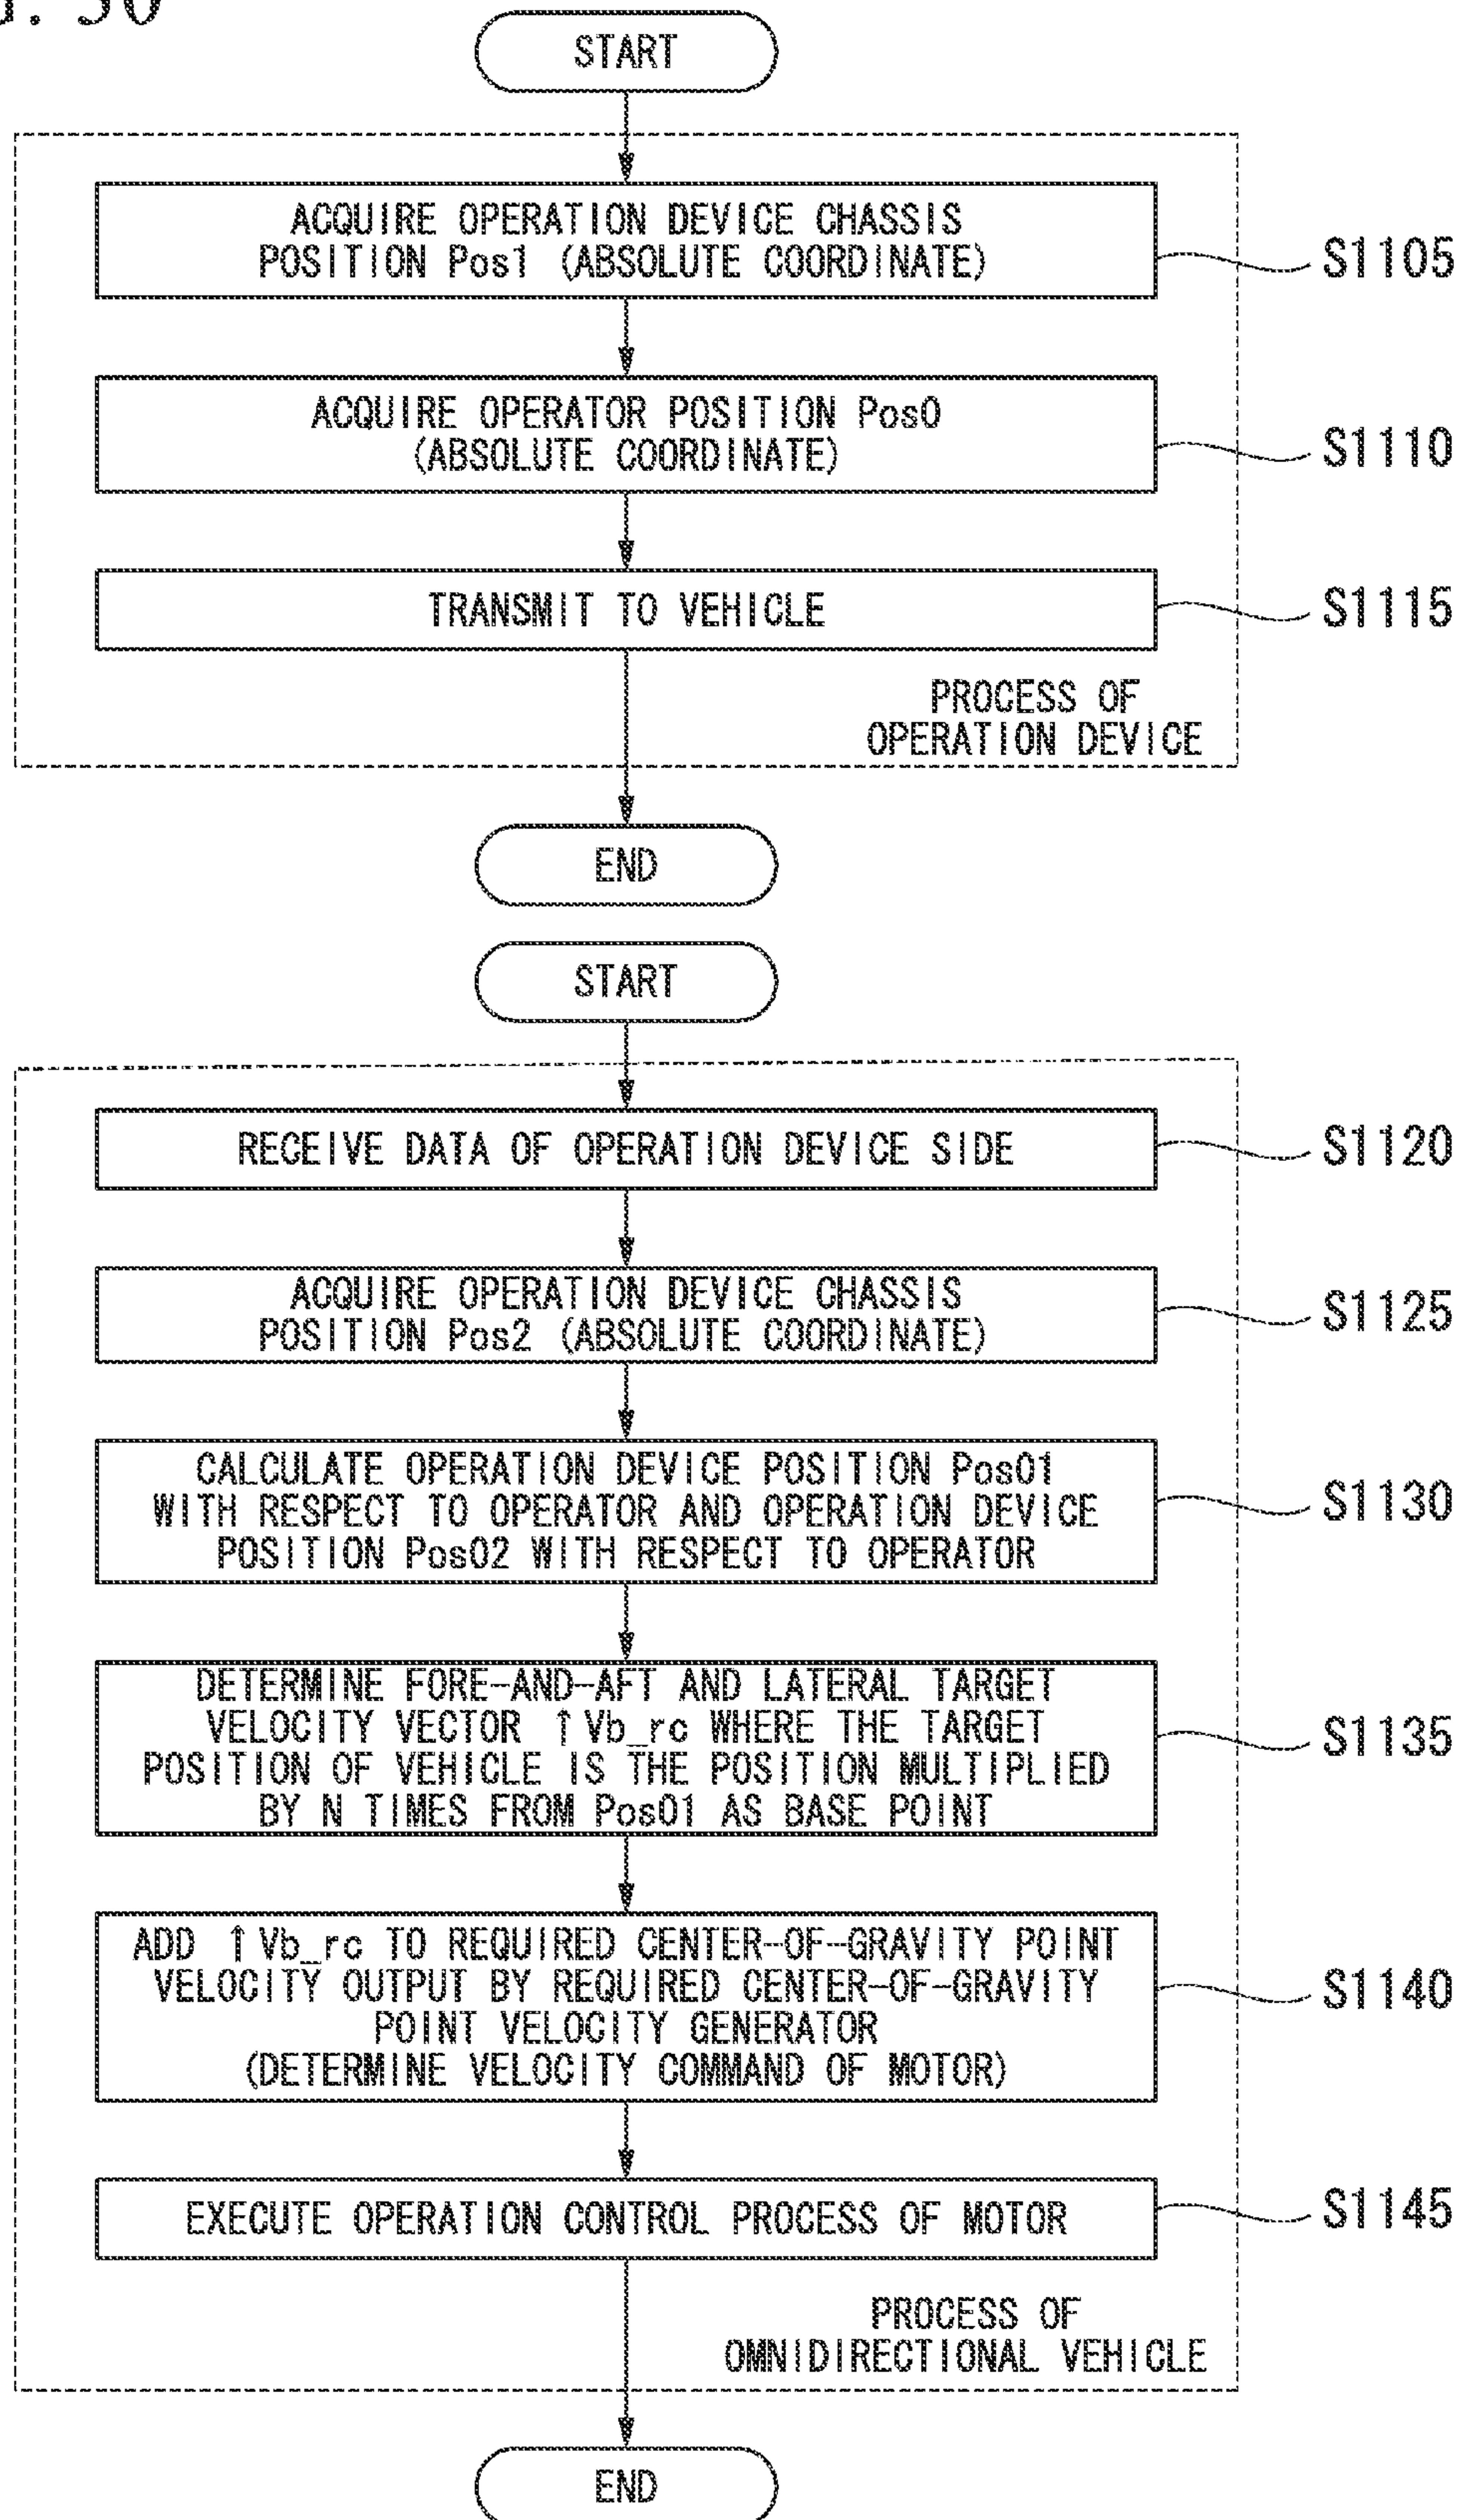 START
ACQUIRE OPERATION DEVICE CHASSIS
POSITION Pos1 (ABSOLUTE COORDINATE)
S1105
ACQUIRE OPERATOR POSITION Pos0
(ABSOLUTE COORDINATE)
S1110
TRANSMIT TO VEHICLE
S1115
PROCESS OF
OPERATION DEVICE
END
START
RECEIVE DATA OF OPERATION DEVICE SIDE
S1120
ACQUIRE OPERATION DEVICE CHASSIS
POSITION Pos2 (ABSOLUTE COORDINATE)
S1125
CALCULATE OPERATION DEVICE POSITION Pos01
WITH RESPECT TO OPERATOR AND OPERATION DEVICE
POSITION Pos02 WITH RESPECT TO OPERATOR
S1130
DETERMINE FORE-AND-AFT AND LATERAL TARGET
VELOCITY VECTOR ↑Vb_rc WHERE THE TARGET
POSITION OF VEHICLE IS THE POSITION MULTIPLIED
BY N TIMES FROM Pos01 AS BASE POINT
S1135
ADD ↑Vb_rc TO REQUIRED CENTER-OF-GRAVITY POINT
VELOCITY OUTPUT BY REQUIRED CENTER-OF-GRAVITY
POINT VELOCITY GENERATOR
(DETERMINE VELOCITY COMMAND OF MOTOR)
S1140
EXECUTE OPERATION CONTROL PROCESS OF MOTOR
S1145
PROCESS OF
OMNIDIRECTIONAL VEHICLE
END